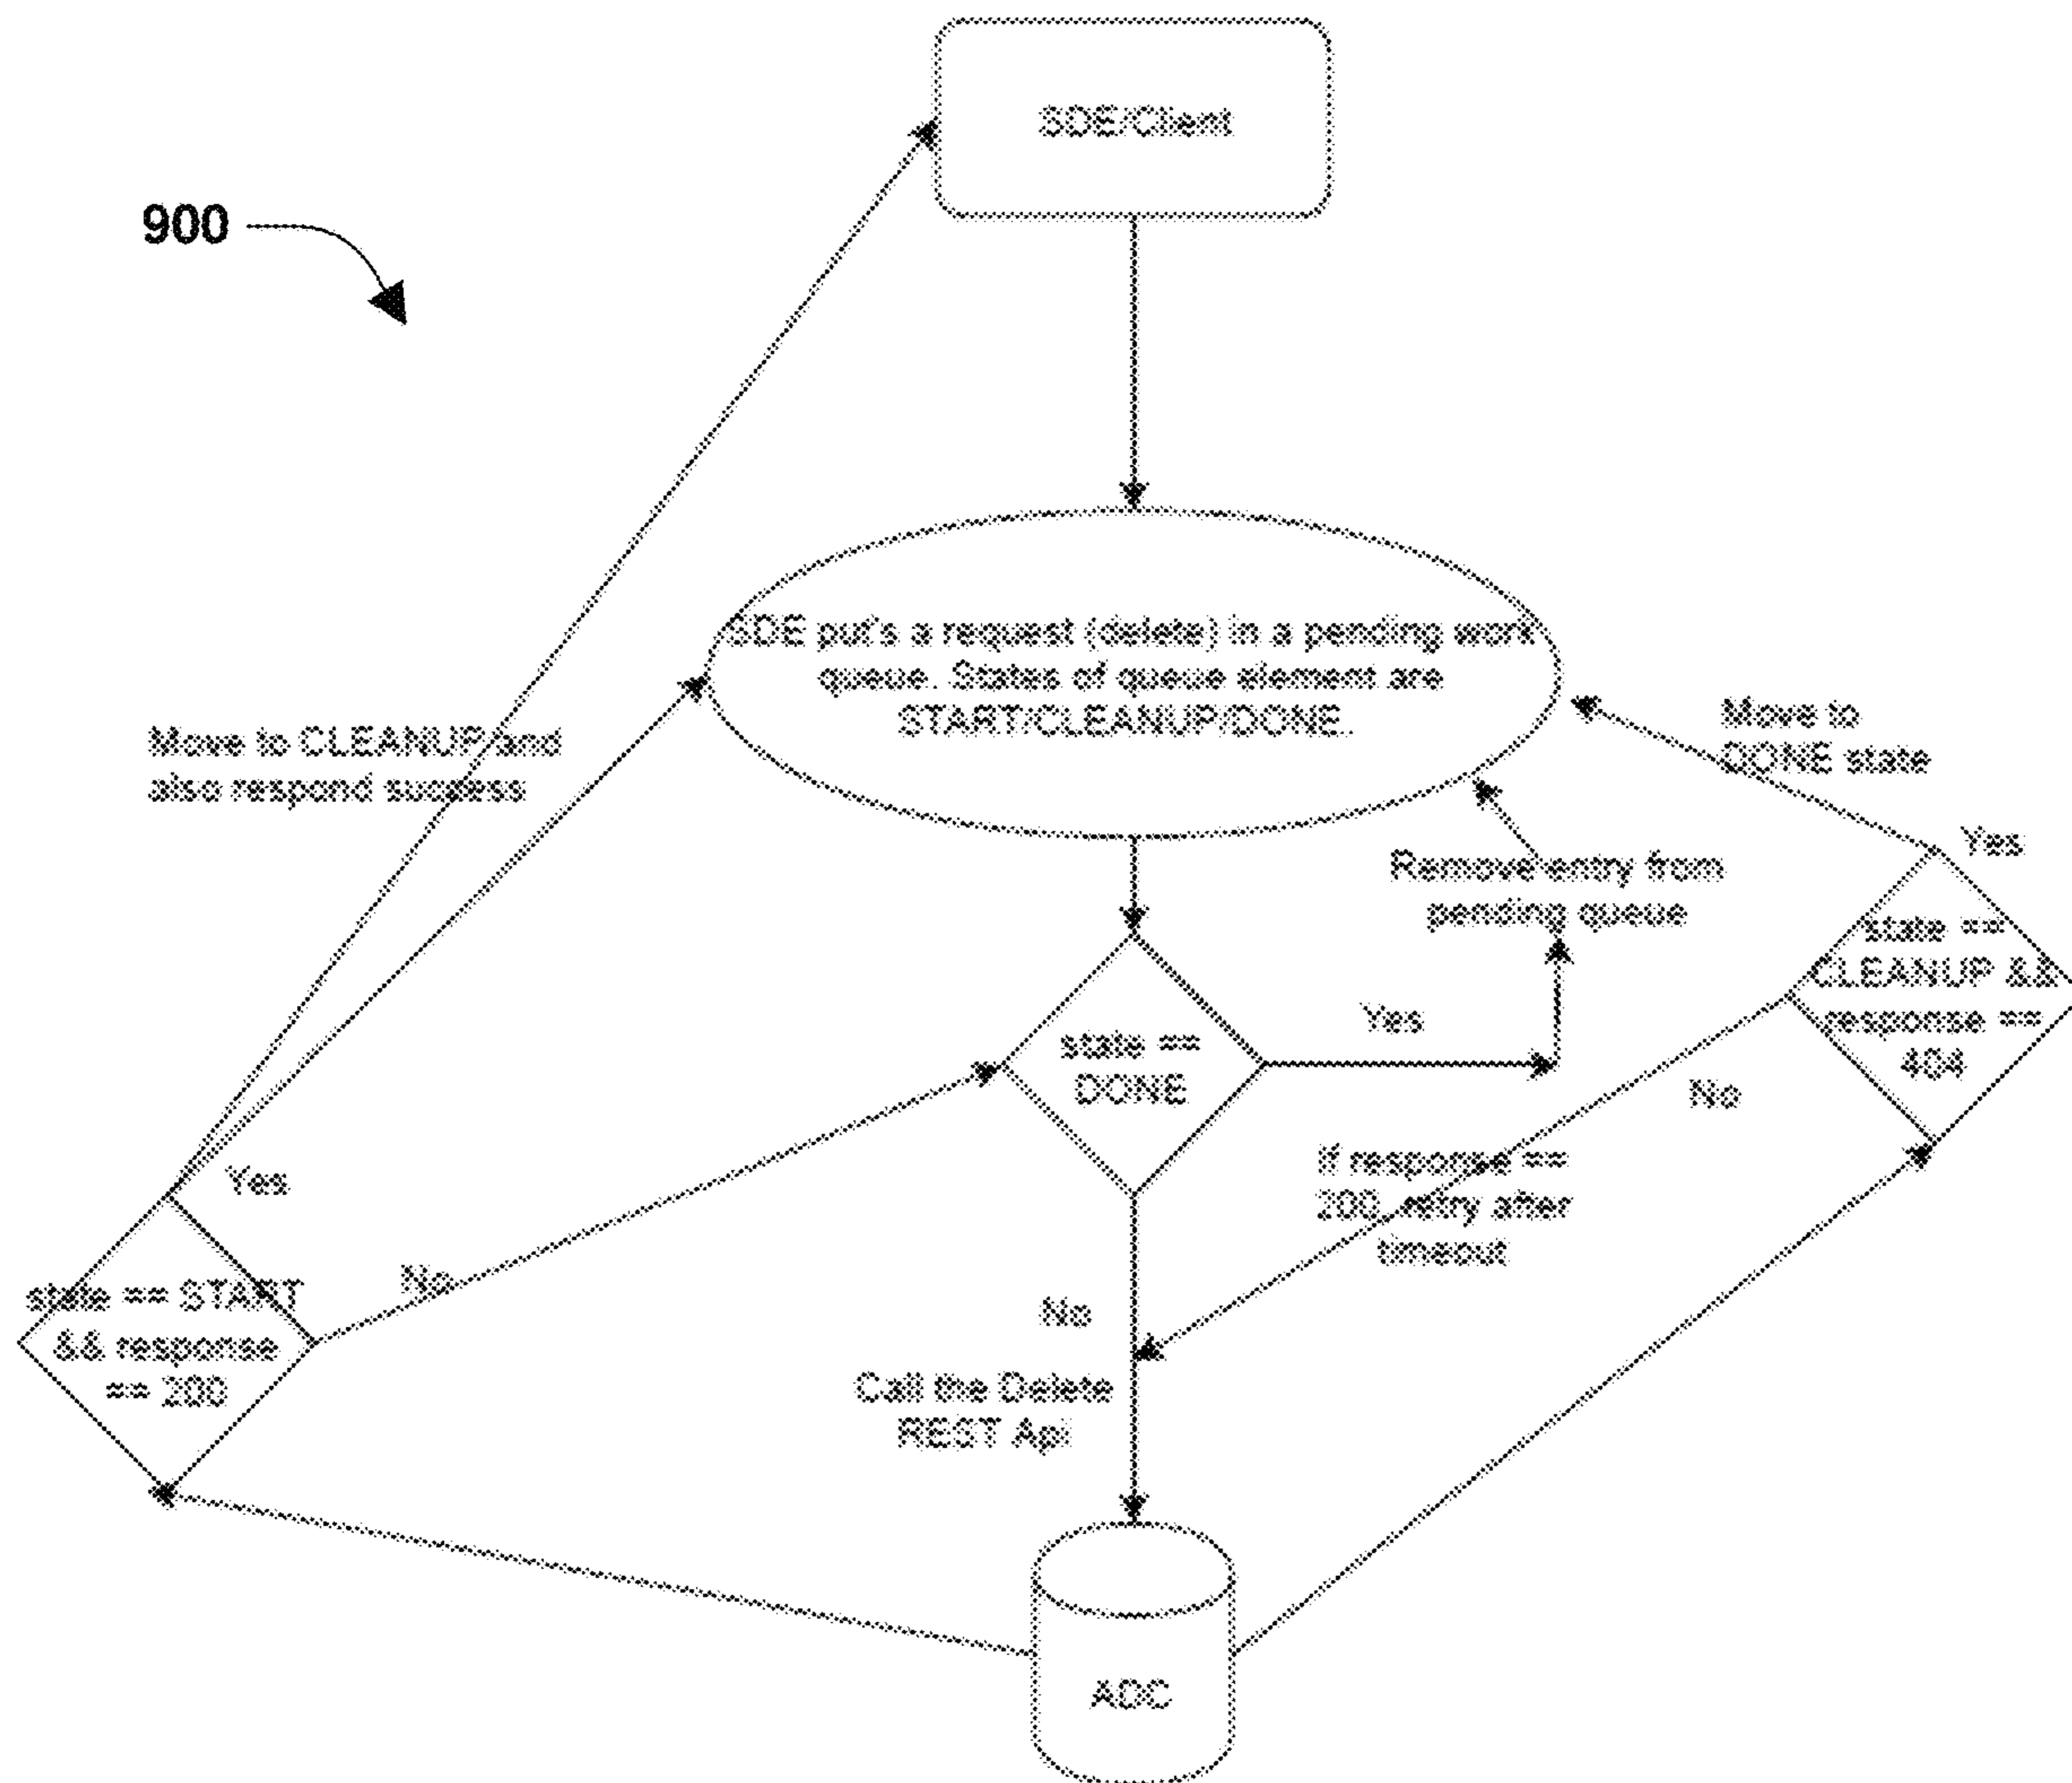 SDE/Client
900
SDE put's a request (delete) in a pending work
queue. States of queue element are
START/CLEANUP/DONE.
Move to CLEANUP and
also respond success
Move to
DONE state
Yes
Remove entry from
pending queue
state ==
CLEANUP &&
response ==
404
Yes
state ==
DONE
No
If response ==
200, retry after
timeout
Yes
No
state == START
&& response
== 200
No
Call the Delete
REST Api
ADC